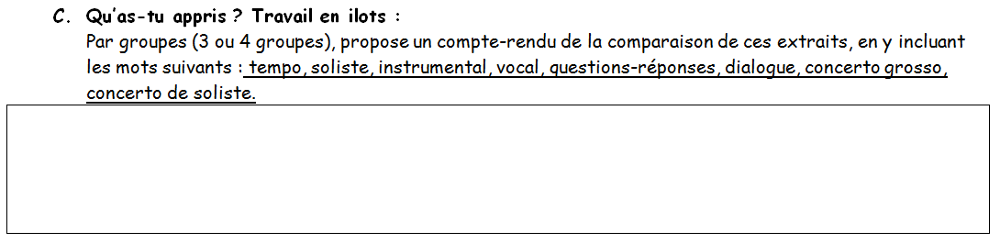 C. Qu'as-tu appris ? Travail en ilots :
Par groupes (3 ou 4 groupes), propose un compte-rendu de la comparaison de ces extraits, en y incluant
les mots suivants : tempo, soliste, instrumental, vocal, questions-réponses, dialogue, concerto grosso,
concerto de soliste.